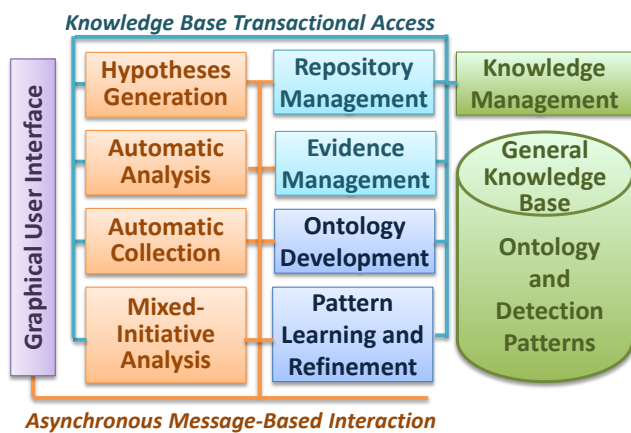 Knowledge Base Transactional Access
Graphical User Interface
Hypotheses
Generation
Repository
Management
Knowledge
Management
Automatic
Analysis
Evidence
Management
General
Knowledge
Base
Automatic
Collection
Ontology
Development
Ontology
and
Detection
Patterns
Mixed-
Initiative
Analysis
Pattern
Learning and
Refinement
Asynchronous Message-Based Interaction